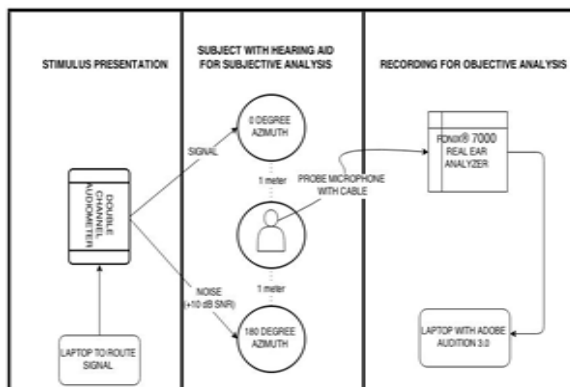 STIMULUS PRESENTATION
SUBJECT WITH HEARING AID
FOR SUBJECTIVE ANALYSIS
RECORDING FOR OBJECTIVE ANALYSIS
0 DEGREE
AZIMUTH
SIGNAL
1 meter
FONIX® 7000
REAL EAR
ANALYZER
PROBE MICROPHONE
WITH CABLE
DOUBLE
CHANNEL
AUDIOMETER
1 meter
NOISE
(+10 dB SNR)
180 DEGREE
AZIMUTH
LAPTOP TO ROUTE
SIGNAL
LAPTOP WITH ADOBE
AUDITION 3.0